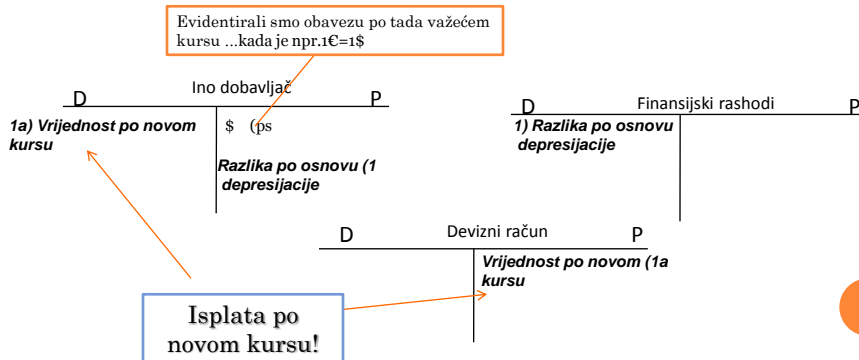 Evidentirali smo obavezu po tada važećem
kursu ...kada je npr.1€=1$
Ino dobavljač
D P
1a) Vrijednost po novom
kursu
$ (ps
Razlika po osnovu (1
depresijacije
Finansijski rashodi
D P
1) Razlika po osnovu
depresijacije
Devizni račun
D P
Vrijednost po novom (1a
kursu
Isplata po
novom kursu!